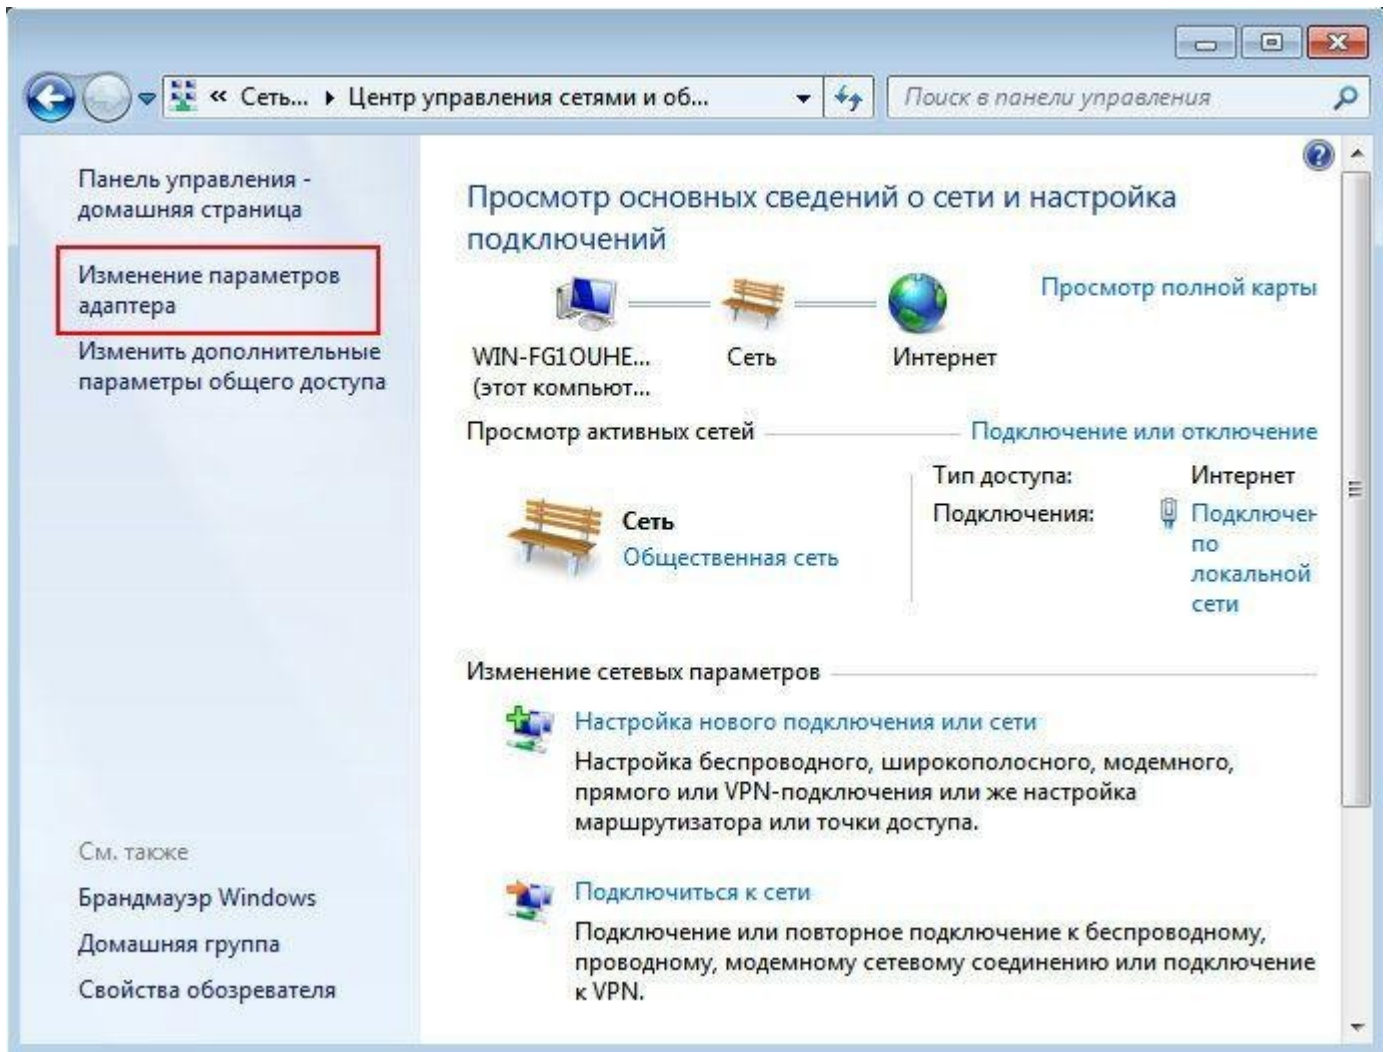 « Сеть... ▸ Центр управления сетями и об...
Поиск в панели управления
Панель управления -
домашняя страница
Изменение параметров
адаптера
Изменить дополнительные
параметры общего доступа
См. также
Брандмауэр Windows
Домашняя группа
Свойства обозревателя
Просмотр основных сведений о сети и настройка
подключений
Просмотр полной карты
WIN-FG1OUHE...
(этот компьют...
Сеть
Интернет
Просмотр активных сетей
Подключение или отключение
Сеть
Общественная сеть
Тип доступа:
Интернет
Подключения:
Подключен
по
локальной
сети
Изменение сетевых параметров
Настройка нового подключения или сети
Настройка беспроводного, широкополосного, модемного,
прямого или VPN-подключения или же настройка
маршрутизатора или точки доступа.
Подключиться к сети
Подключение или повторное подключение к беспроводному,
проводному, модемному сетевому соединению или подключение
к VPN.